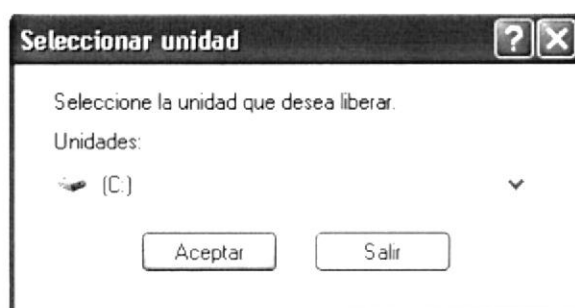 Seleccionar unidad
Seleccione la unidad que desea liberar.
Unidades:
(C:)
Aceptar
Salir